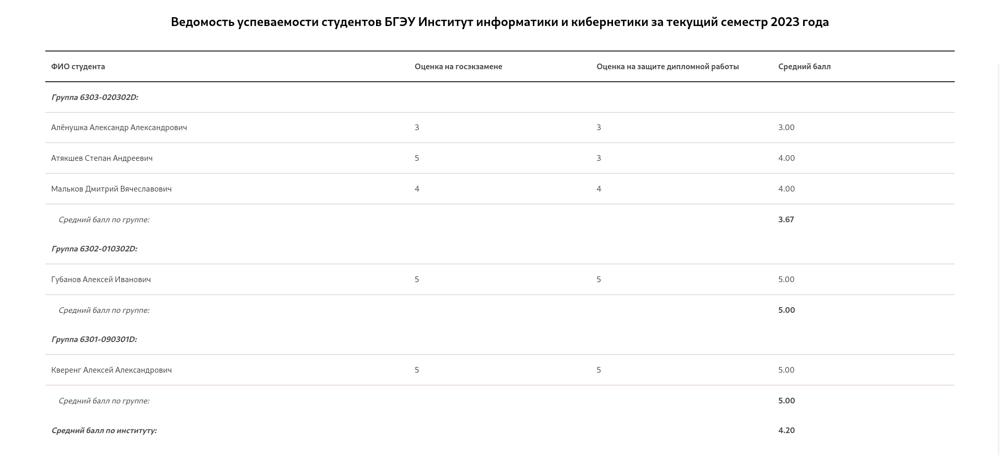 Ведомость успеваемости студентов БГЭУ Институт информатики и кибернетики за текущий семестр 2023 года
ФИО студента Оценка на госэкзамене Оценка на защите дипломной работы Средний балл
Группа 6303-020302D:
Алёнушка Александр Александрович 3 3 3.00
Атякшев Степан Андреевич 5 3 4.00
Мальков Дмитрий Вячеславович 4 4 4.00
Средний балл по группе: 3.67
Группа 6302-010302D:
Губанов Алексей Иванович 5 5 5.00
Средний балл по группе: 5.00
Группа 6301-090301D:
Кверенг Алексей Александрович 5 5 5.00
Средний балл по группе: 5.00
Средний балл по институту: 4.20